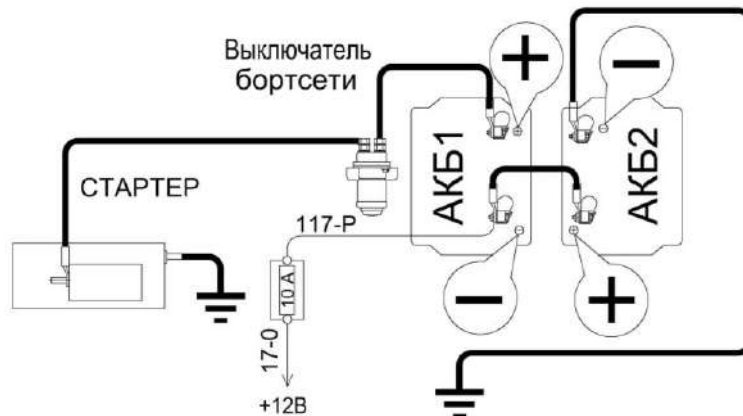 Выключатель
бортсети
+
−
АКБ1
АКБ2
СТАРТЕР
117-Р
10 А
−
+
17-0
+12В